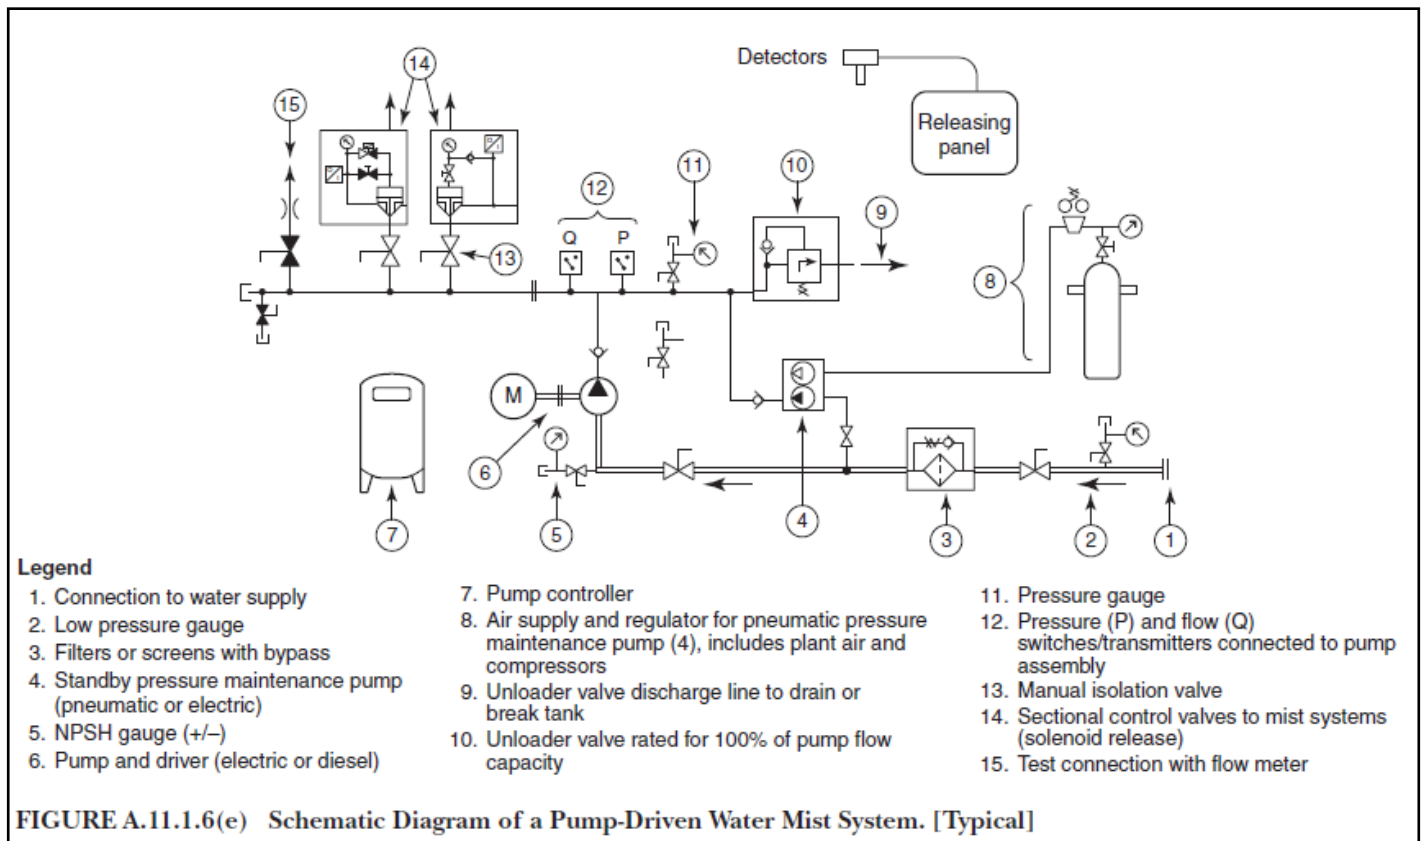 Detectors
Releasing
panel
14
15
12
11
10
9
Q
P
13
8
M
6
7
5
4
3
2
1
Legend
1. Connection to water supply
2. Low pressure gauge
3. Filters or screens with bypass
4. Standby pressure maintenance pump
(pneumatic or electric)
5. NPSH gauge (+/–)
6. Pump and driver (electric or diesel)
7. Pump controller
8. Air supply and regulator for pneumatic pressure
maintenance pump (4), includes plant air and
compressors
9. Unloader valve discharge line to drain or
break tank
10. Unloader valve rated for 100% of pump flow
capacity
11. Pressure gauge
12. Pressure (P) and flow (Q)
switches/transmitters connected to pump
assembly
13. Manual isolation valve
14. Sectional control valves to mist systems
(solenoid release)
15. Test connection with flow meter
FIGURE A.11.1.6(e) Schematic Diagram of a Pump-Driven Water Mist System. [Typical]